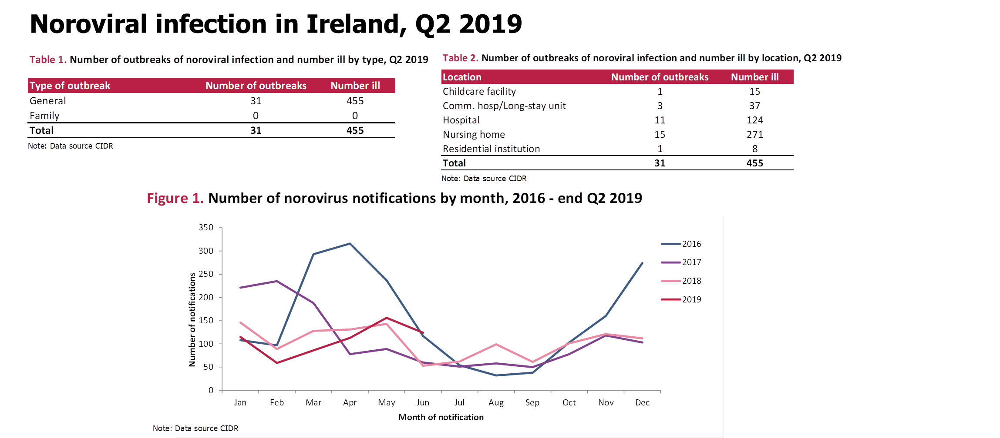 Noroviral infection in Ireland, Q2 2019
Table 1. Number of outbreaks of noroviral infection and number ill by type, Q2 2019
Type of outbreak Number of outbreaks Number ill
General 31 455
Family 0 0
Total 31 455
Note: Data source CIDR
Table 2. Number of outbreaks of noroviral infection and number ill by location, Q2 2019
Location Number of outbreaks Number ill
Childcare facility 1 15
Comm. hosp/Long-stay unit 3 37
Hospital 11 124
Nursing home 15 271
Residential institution 1 8
Total 31 455
Note: Data source CIDR
Figure 1. Number of norovirus notifications by month, 2016 - end Q2 2019
Number of notifications
350
300
250
200
150
100
50
0
Jan Feb Mar Apr May Jun Jul Aug Sep Oct Nov Dec
Month of notification
2016
2017
2018
2019
Note: Data source CIDR